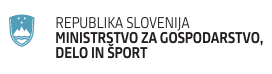 REPUBLIKA SLOVENIJA
MINISTRSTVO ZA GOSPODARSTVO,
DELO IN ŠPORT